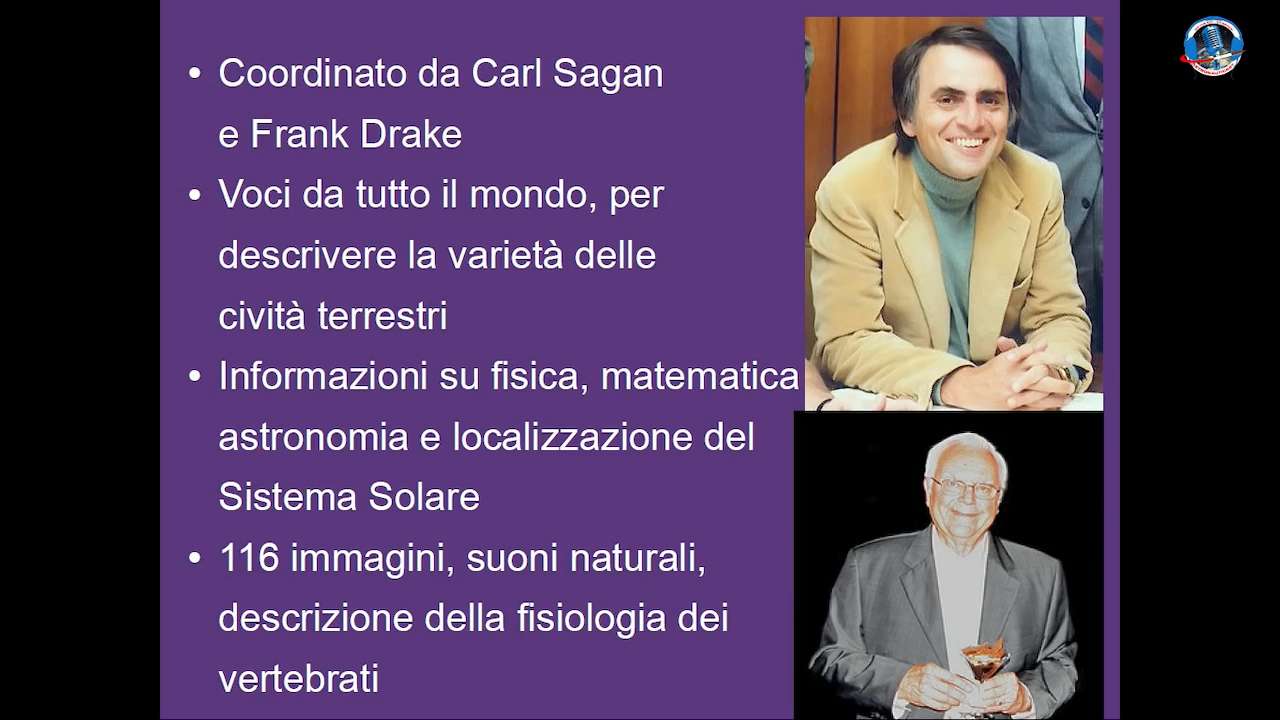 • Coordinato da Carl Sagan
e Frank Drake
• Voci da tutto il mondo, per
descrivere la varietà delle
cività terrestri
• Informazioni su fisica, matematica
astronomia e localizzazione del
Sistema Solare
• 116 immagini, suoni naturali,
descrizione della fisiologia dei
vertebrati